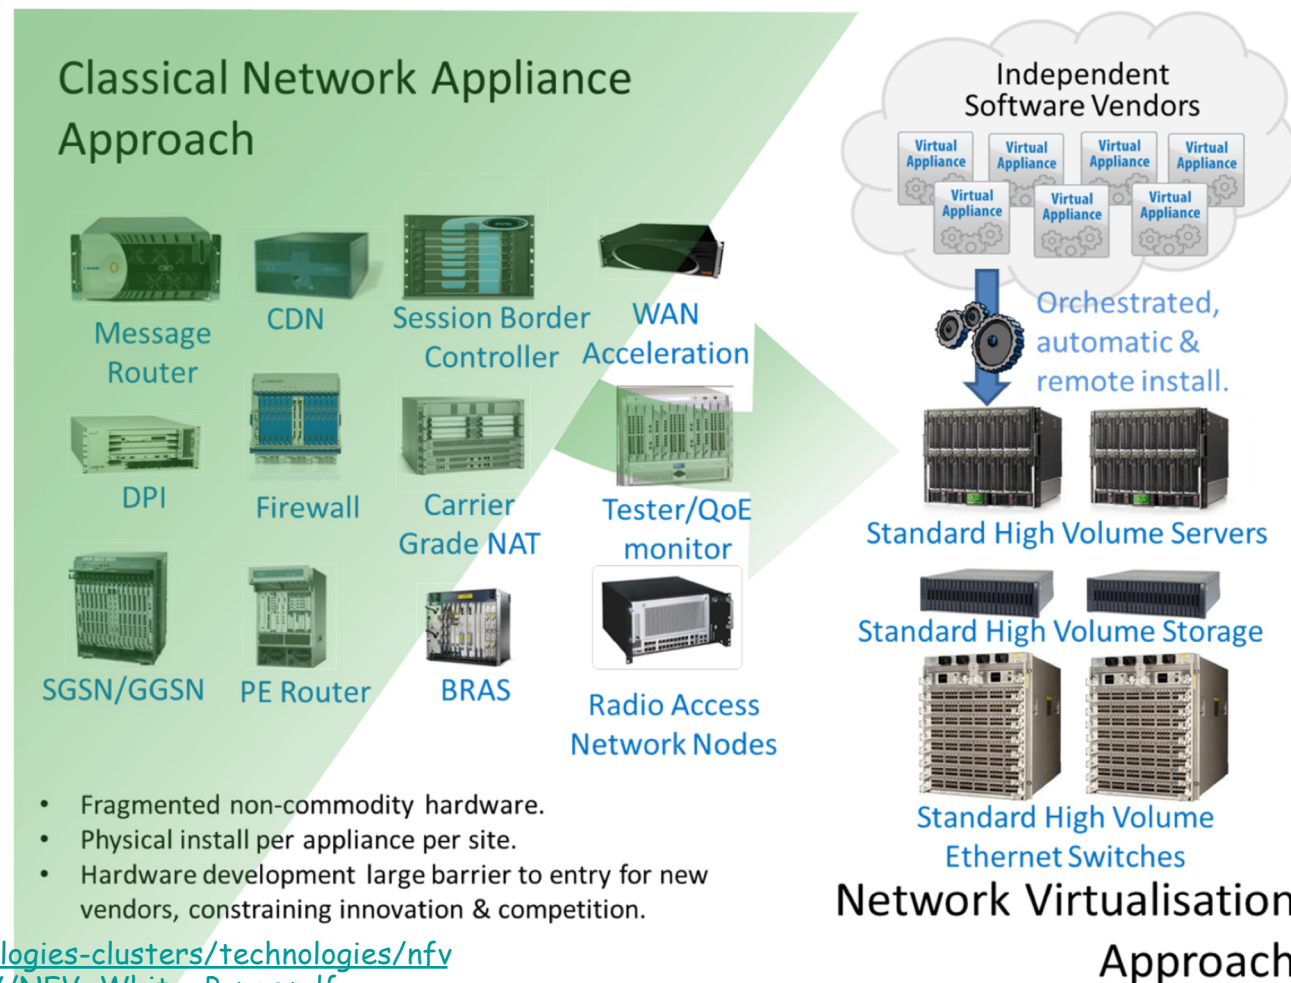 Classical Network Appliance
Approach
Message
Router
CDN
Session Border
Controller
WAN
Acceleration
DPI
Firewall
Carrier
Grade NAT
Tester/QoE
monitor
SGSN/GGSN
PE Router
BRAS
Radio Access
Network Nodes
• Fragmented non-commodity hardware.
• Physical install per appliance per site.
• Hardware development large barrier to entry for new
vendors, constraining innovation & competition.
logies-clusters/technologies/nfv
Independent
Software Vendors
Virtual
Appliance
Virtual
Appliance
Virtual
Appliance
Virtual
Appliance
Virtual
Appliance
Virtual
Appliance
Virtual
Appliance
Orchestrated,
automatic &
remote install.
Standard High Volume Servers
Standard High Volume Storage
Standard High Volume
Ethernet Switches
Network Virtualisation
Approach